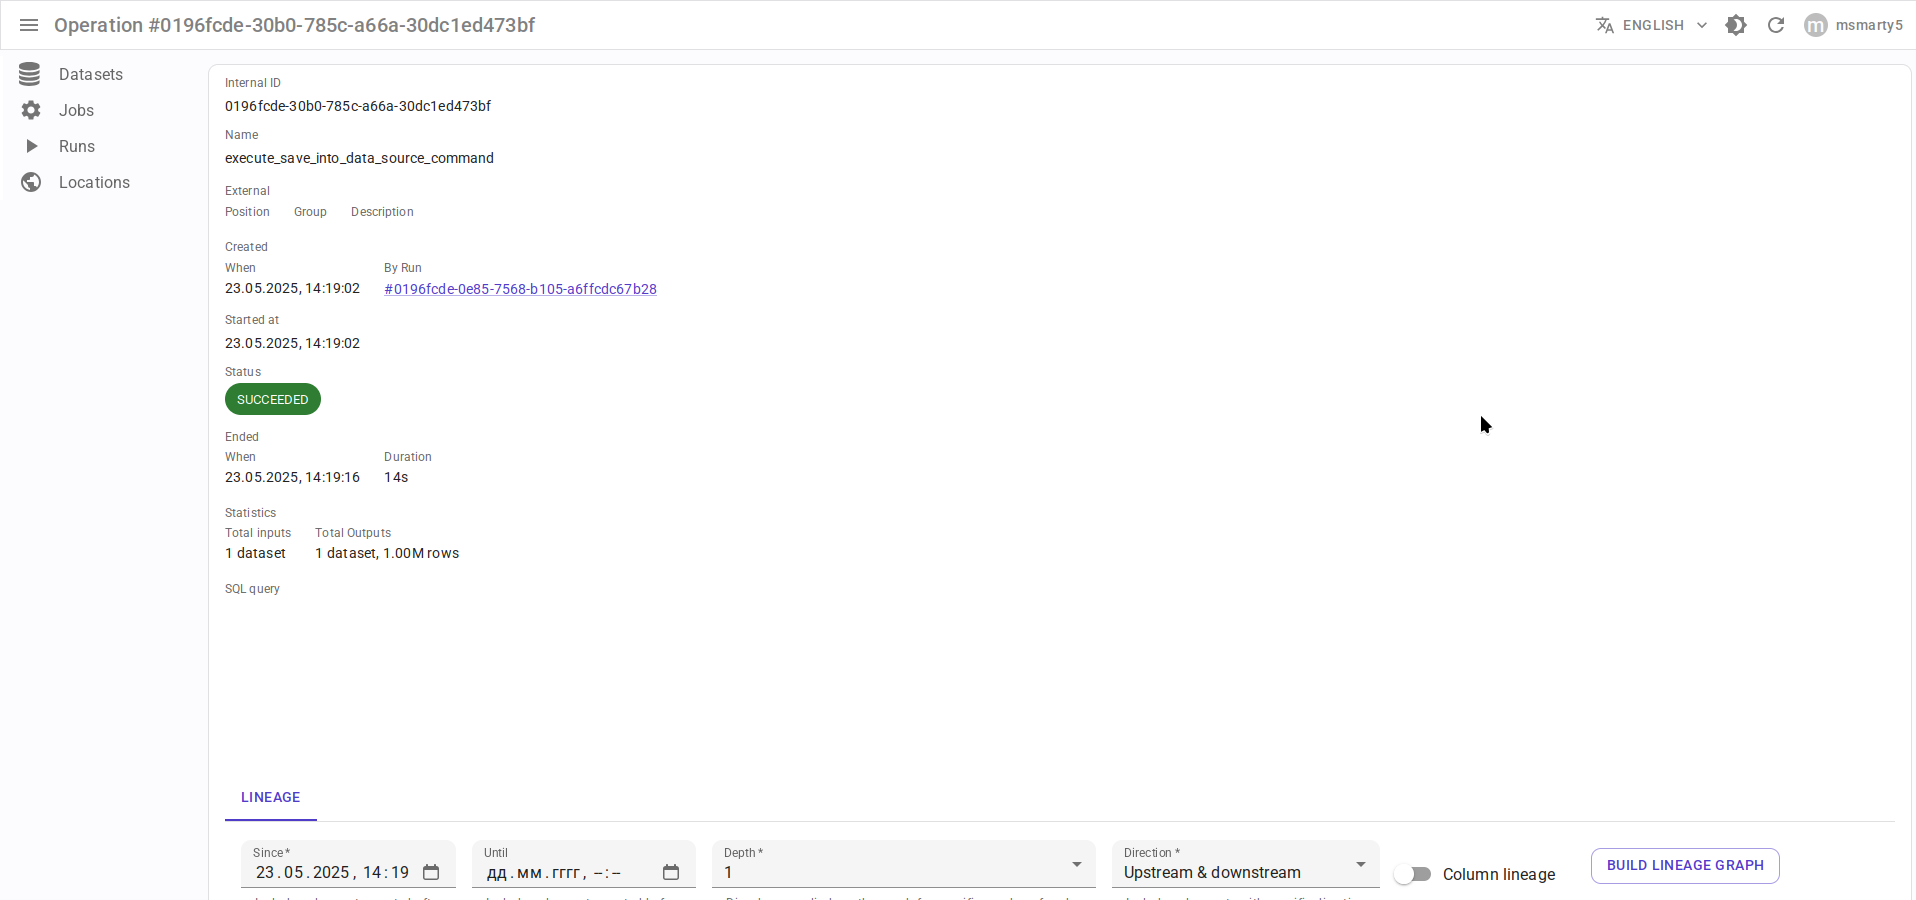 Operation #0196fcde-30b0-785c-a66a-30dc1ed473bf
ENGLISH
m
msmarty5
Datasets
Jobs
Runs
Locations
Internal ID
0196fcde-30b0-785c-a66a-30dc1ed473bf
Name
execute_save_into_data_source_command
External
Position Group Description
Created
When By Run
23.05.2025, 14:19:02 #0196fcde-0e85-7568-b105-a6ffcdc67b28
Started at
23.05.2025, 14:19:02
Status
SUCCEEDED
Ended
When Duration
23.05.2025, 14:19:16 14s
Statistics
Total inputs Total Outputs
1 dataset 1 dataset, 1.00M rows
SQL query
LINEAGE
Since * Until Depth * Direction *
23.05.2025, 14:19 дд.мм.гггг, --:-- 1 Upstream & downstream Column lineage BUILD LINEAGE GRAPH